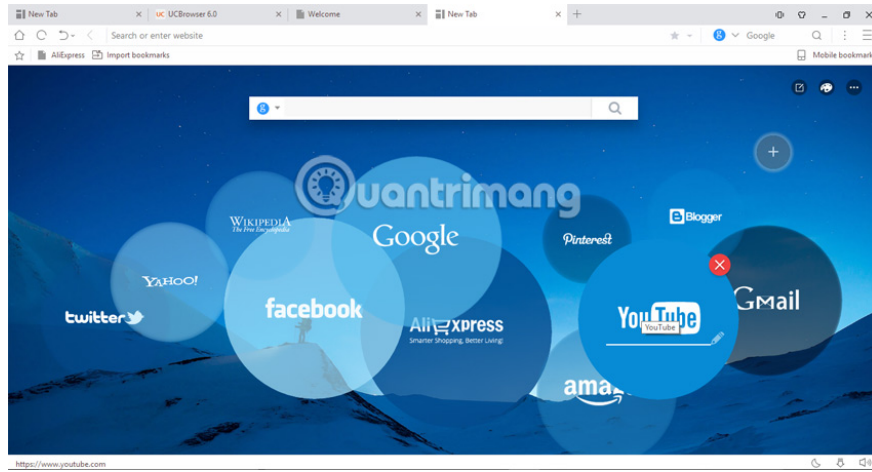 New Tab
UCBrowser 6.0
Welcome
New Tab
Search or enter website
Google
AliExpress
Import bookmarks
Mobile bookmark
Quantrimang
WIKIPEDIA
The Free Encyclopedia
Google
Pinterest
Blogger
YAHOO!
twitter
facebook
AliExpress
Smarter Shopping, Better Living!
YouTube
YouTube
GMail
https://www.youtube.com